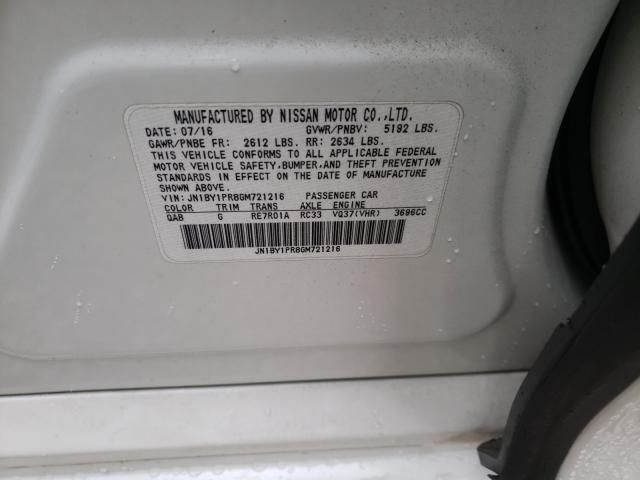 MANUFACTURED BY NISSAN MOTOR CO.,LTD.
DATE: 07/16 GVWR/PNBV: 5192 LBS.
GAWR/PNBE FR: 2612 LBS. RR: 2634 LBS.
THIS VEHICLE CONFORMS TO ALL APPLICABLE FEDERAL
MOTOR VEHICLE SAFETY,BUMPER,AND THEFT PREVENTION
STANDARDS IN EFFECT ON THE DATE OF MANUFACTURE
SHOWN ABOVE.
VIN: JN1BY1PR8GM721216 PASSENGER CAR
COLOR TRIM TRANS AXLE ENGINE
QAB G RE7R01A RC33 VQ37(VHR) 3696CC
JN1BY1PR8GM721216